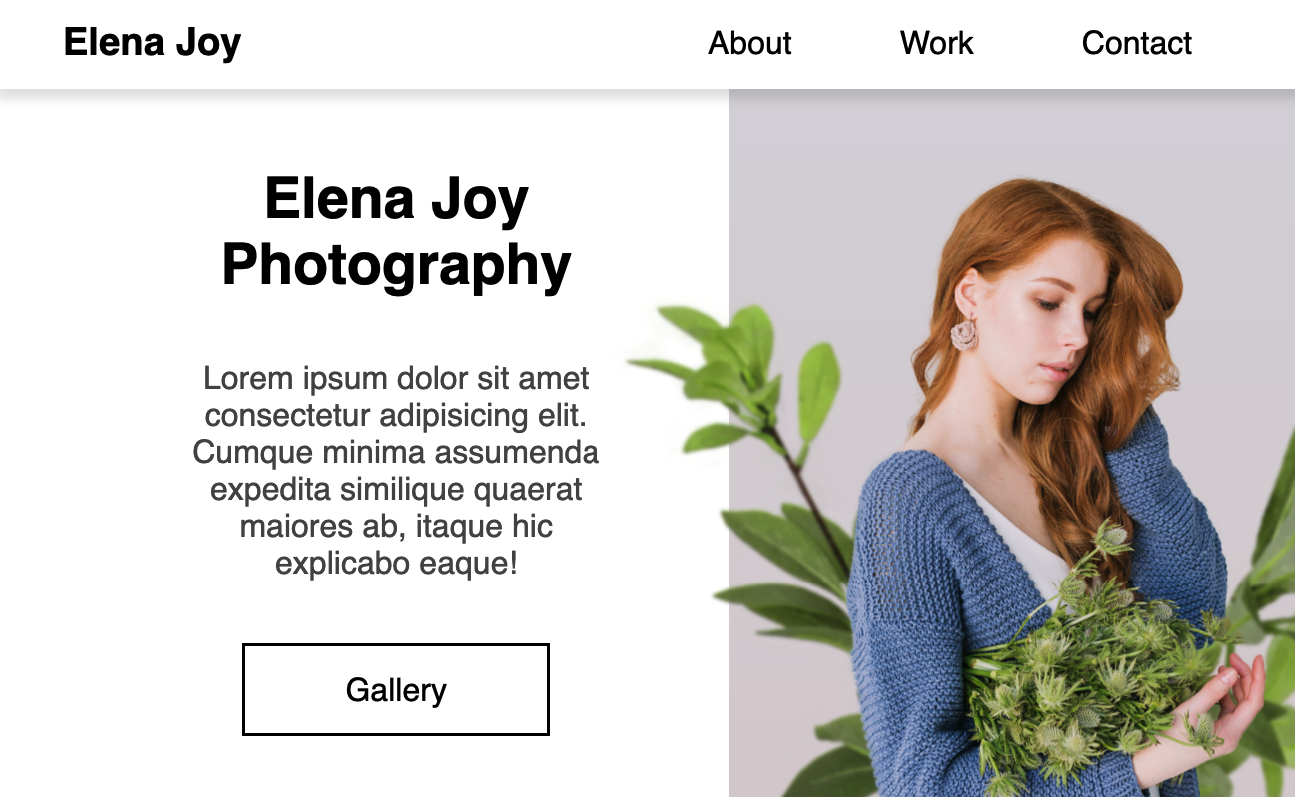 Elena Joy
About
Work
Contact
Elena Joy
Photography
Lorem ipsum dolor sit amet
consectetur adipisicing elit.
Cumque minima assumenda
expedita similique quaerat
maiores ab, itaque hic
explicabo eaque!
Gallery